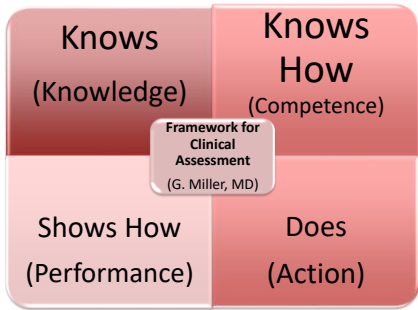 Knows
(Knowledge)
Knows
How
(Competence)
Framework for
Clinical
Assessment
(G. Miller, MD)
Shows How
(Performance)
Does
(Action)